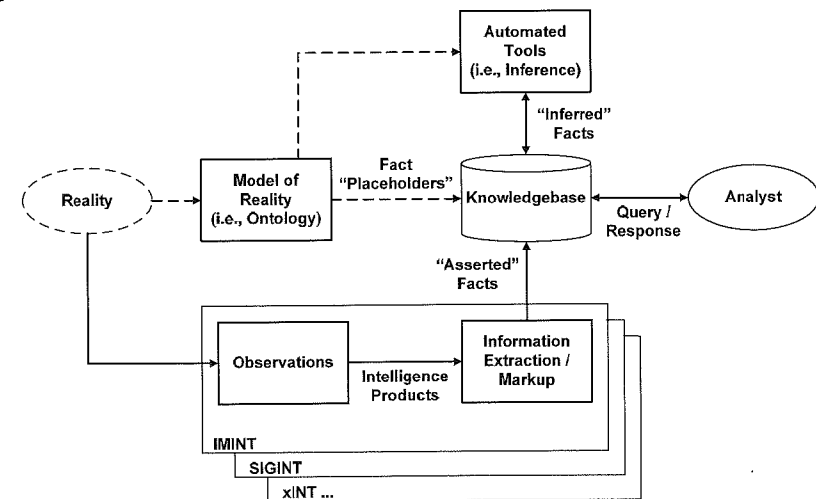 Automated
Tools
(i.e., Inference)
"Inferred"
Facts
Fact
"Placeholders"
Model of
Reality
(i.e., Ontology)
Reality
Knowledgebase
Analyst
Query /
Response
"Asserted"
Facts
Observations
Intelligence
Products
Information
Extraction /
Markup
IMINT
SIGINT
xINT ...